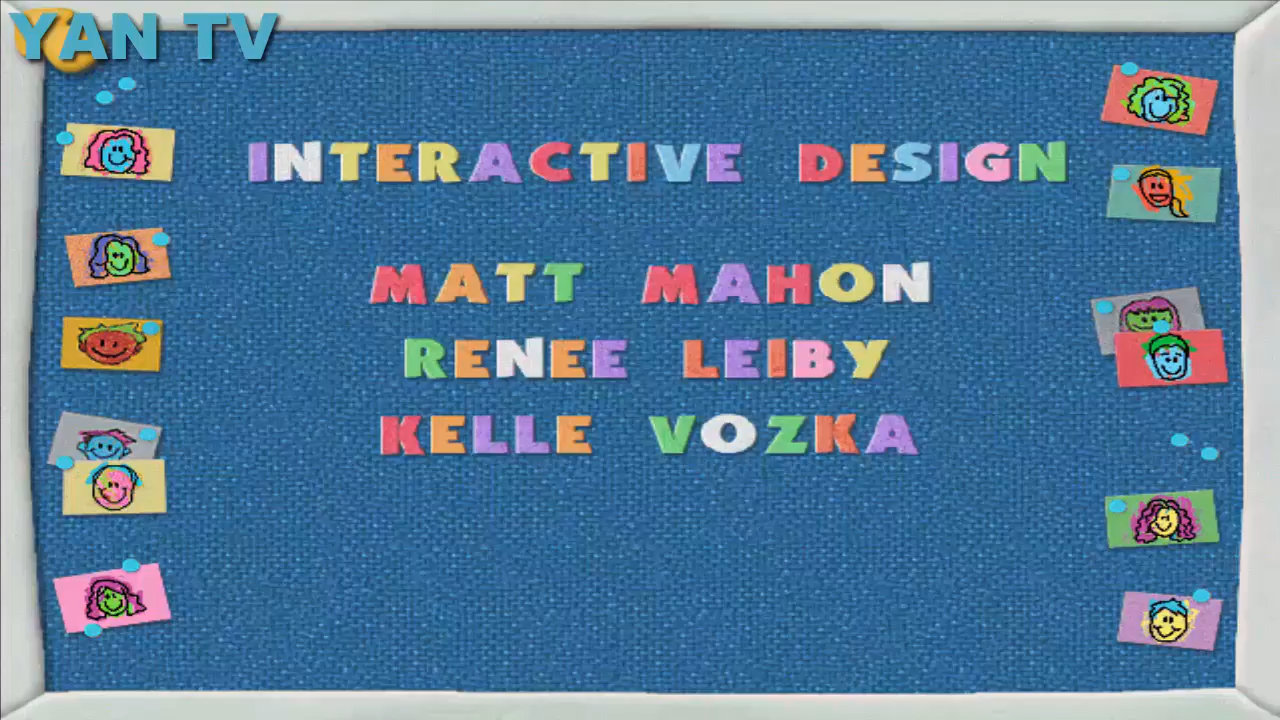 YAN TV
INTERACTIVE DESIGN
MATT MAHON
RENEE LEIBY
KELLE VOZKA